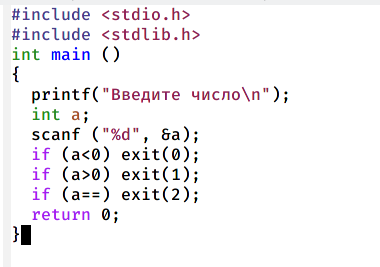 #include <stdio.h>
#include <stdlib.h>
int main ()
{
printf("Введите число\n");
int a;
scanf ("%d", &a);
if (a<0) exit(0);
if (a>0) exit(1);
if (a==) exit(2);
return 0;
}